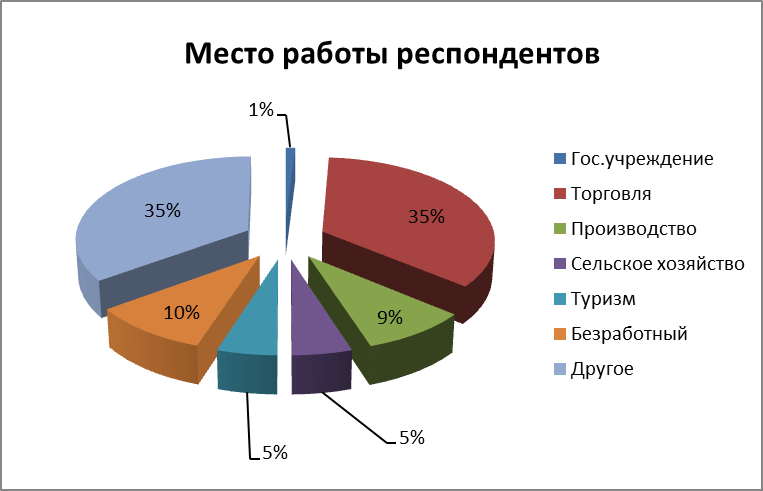 Место работы респондентов
1%
35%
35%
10%
9%
5%
5%
Гос.учреждение
Торговля
Производство
Сельское хозяйство
Туризм
Безработный
Другое